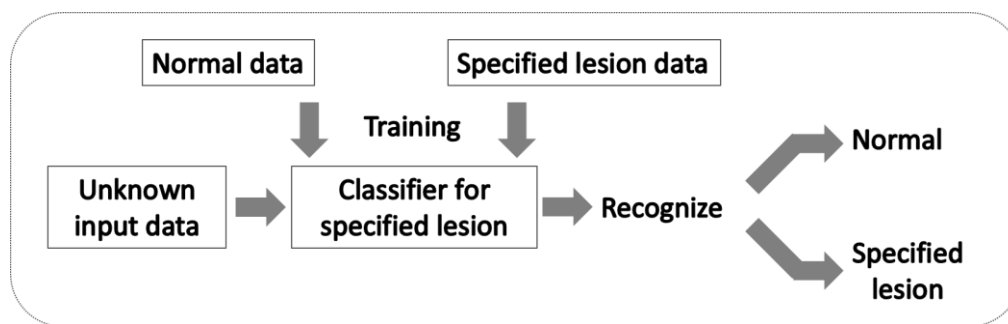 Normal data
Specified lesion data
Training
Unknown
input data
Classifier for
specified lesion
Recognize
Normal
Specified
lesion